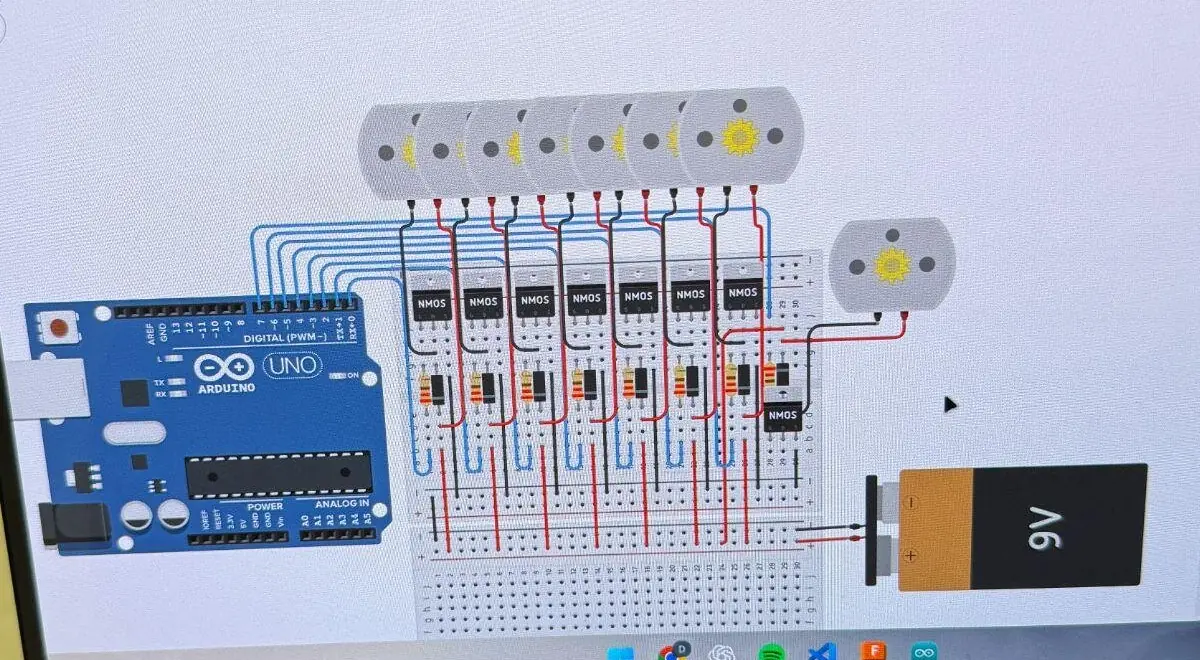 NMOS NMOS NMOS NMOS NMOS NMOS NMOS
AREF
GND
13
12
~11
~10
~9
8
7
~6
~5
4
~3
2
TX→1
RX←0
DIGITAL (PWM~)
L
TX
RX
ARDUINO
UNO
ON
NMOS
POWER
ANALOG IN
IOREF
RESET
3.3V
5V
GND
GND
Vin
A0
A1
A2
A3
A4
A5
9V